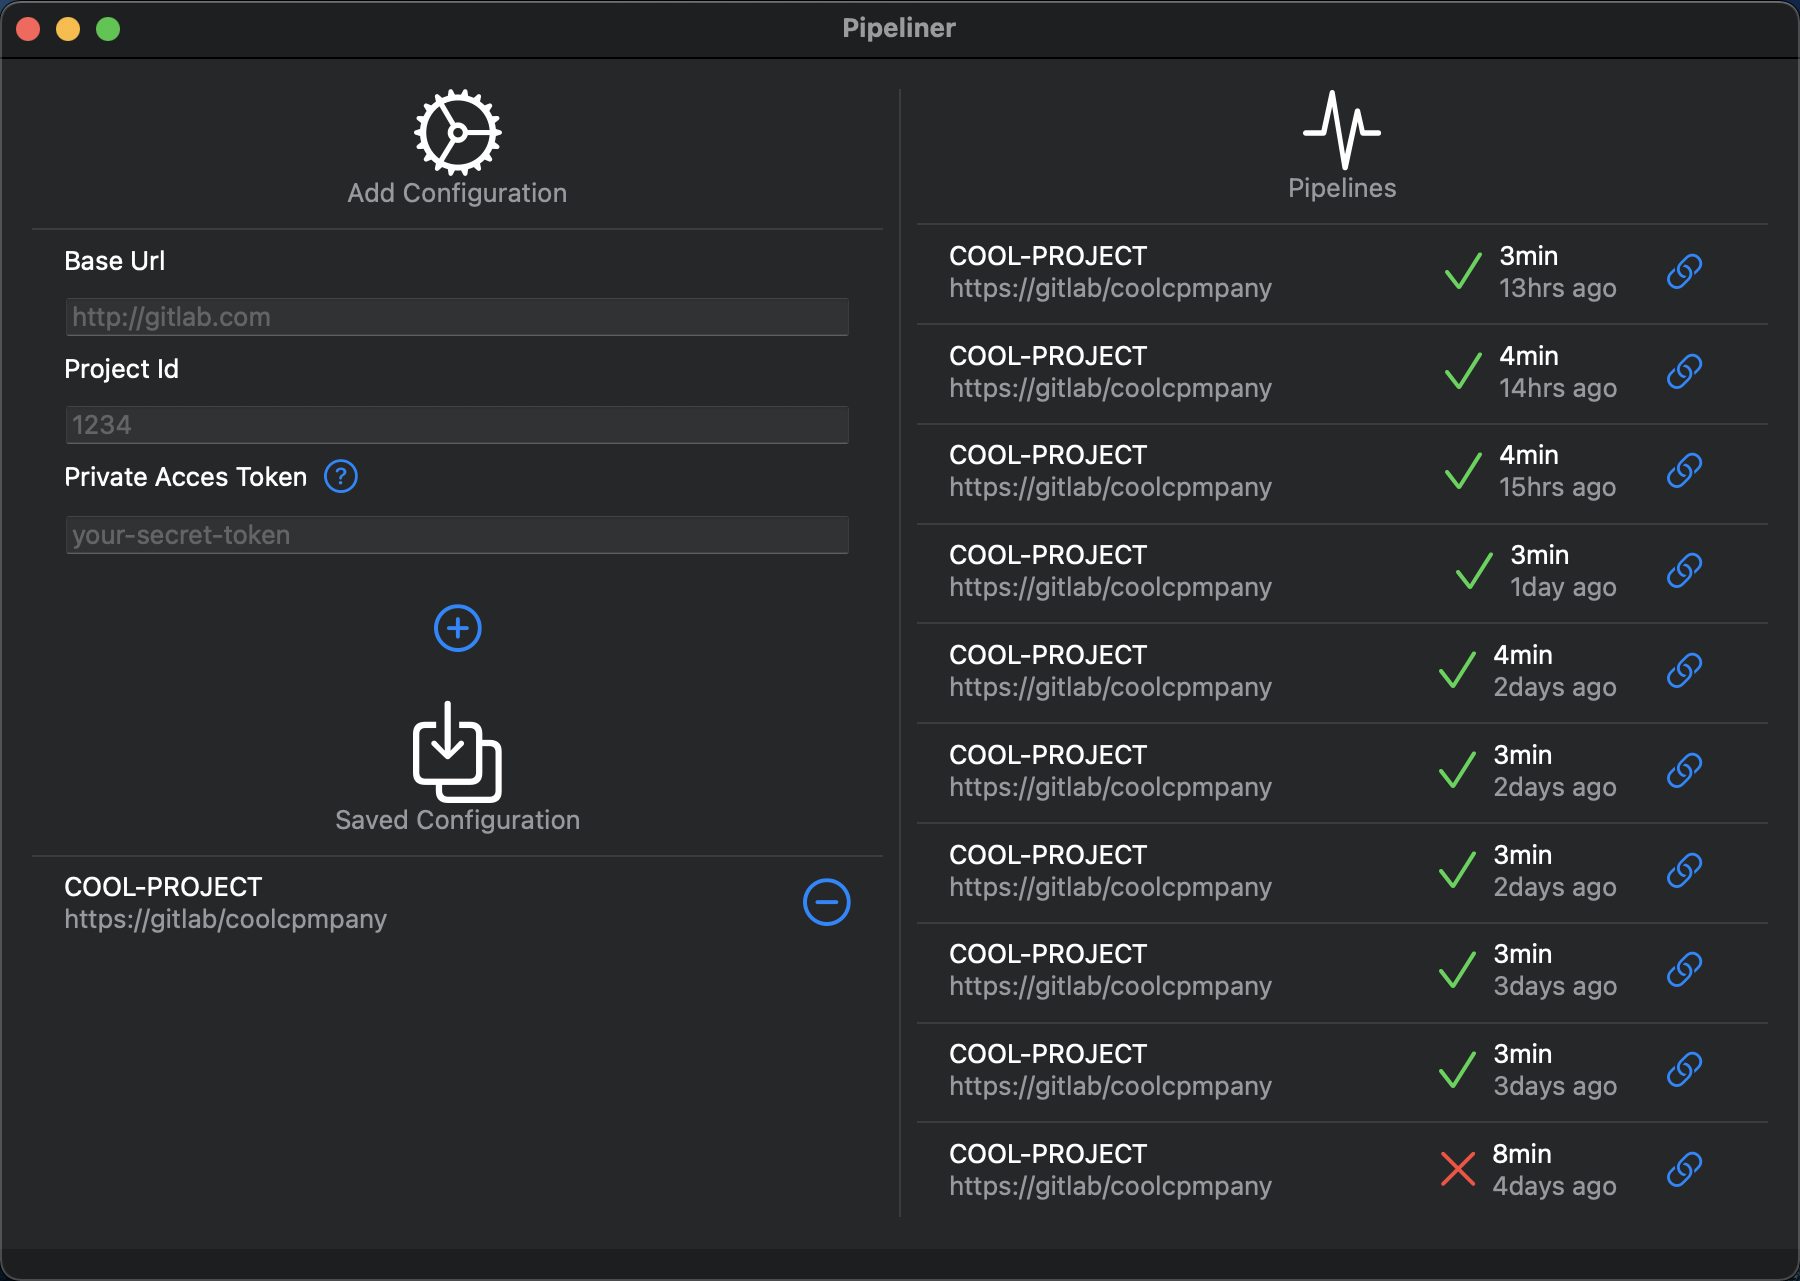 Pipeliner
Add Configuration
Base Url
http://gitlab.com
Project Id
1234
Private Acces Token ?
your-secret-token
Saved Configuration
COOL-PROJECT
https://gitlab/coolcpmpany
Pipelines
COOL-PROJECT 3min
https://gitlab/coolcpmpany 13hrs ago
COOL-PROJECT 4min
https://gitlab/coolcpmpany 14hrs ago
COOL-PROJECT 4min
https://gitlab/coolcpmpany 15hrs ago
COOL-PROJECT 3min
https://gitlab/coolcpmpany 1day ago
COOL-PROJECT 4min
https://gitlab/coolcpmpany 2days ago
COOL-PROJECT 3min
https://gitlab/coolcpmpany 2days ago
COOL-PROJECT 3min
https://gitlab/coolcpmpany 2days ago
COOL-PROJECT 3min
https://gitlab/coolcpmpany 3days ago
COOL-PROJECT 3min
https://gitlab/coolcpmpany 3days ago
COOL-PROJECT 8min
https://gitlab/coolcpmpany 4days ago